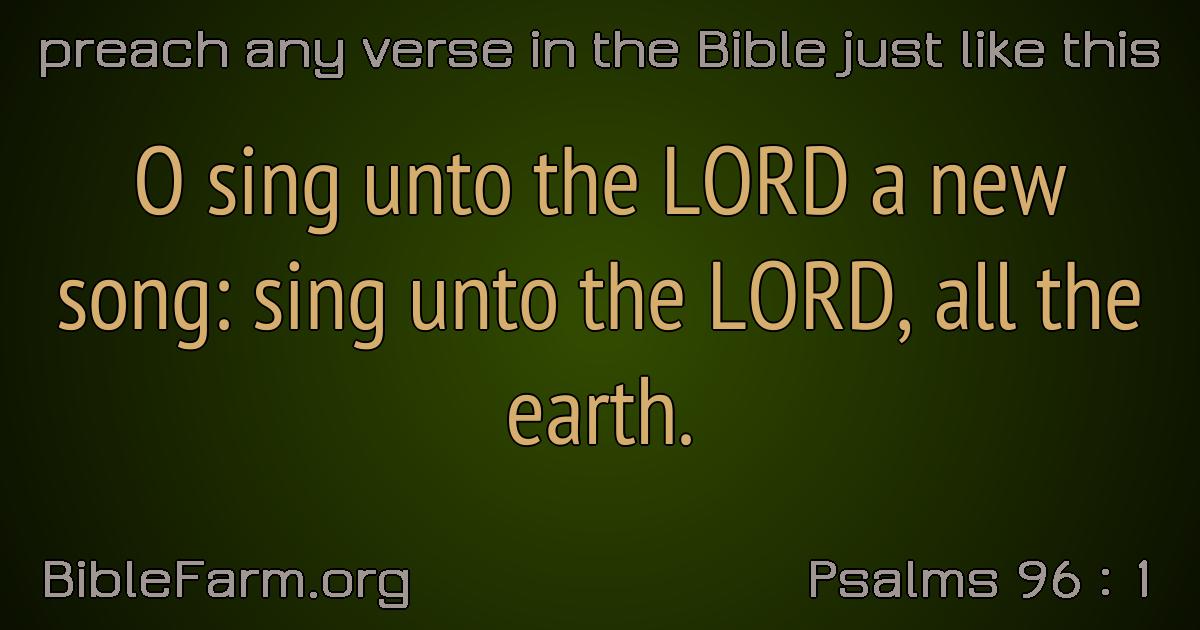 preach any verse in the Bible just like this
O sing unto the LORD a new
song: sing unto the LORD, all the
earth.
BibleFarm.org
Psalms 96 : 1